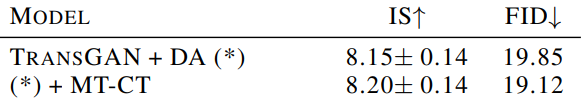 MODEL IS↑ FID↓
TRANSGAN + DA (*) 8.15± 0.14 19.85
(*) + MT-CT 8.20± 0.14 19.12